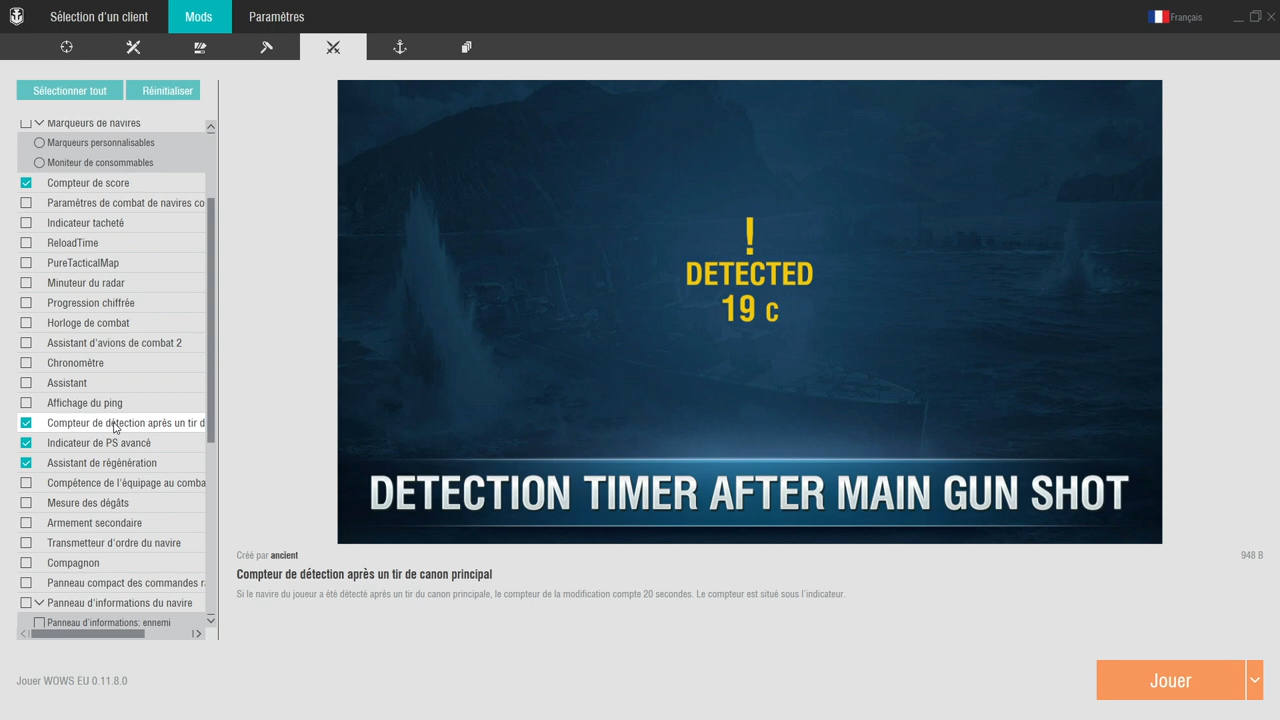 Sélection d'un client
Mods
Paramètres
Français
Sélectionner tout
Réinitialiser
Marqueurs de navires
Marqueurs personnalisables
Moniteur de consommables
Compteur de score
Paramètres de combat de navires co
Indicateur tacheté
ReloadTime
PureTacticalMap
Minuteur du radar
Progression chiffrée
Horloge de combat
Assistant d'avions de combat 2
Chronomètre
Assistant
Affichage du ping
Compteur de détection après un tir d
Indicateur de PS avancé
Assistant de régénération
Compétence de l'équipage au comba
Mesure des dégâts
Armement secondaire
Transmetteur d'ordre du navire
Compagnon
Panneau compact des commandes ra
Panneau d'informations du navire
Panneau d'informations: ennemi
!
DETECTED
19 c
DETECTION TIMER AFTER MAIN GUN SHOT
Créé par ancient
948 B
Compteur de détection après un tir de canon principal
Si le navire du joueur a été détecté après un tir du canon principale, le compteur de la modification compte 20 secondes. Le compteur est situé sous l'indicateur.
Jouer WOWS EU 0.11.8.0
Jouer